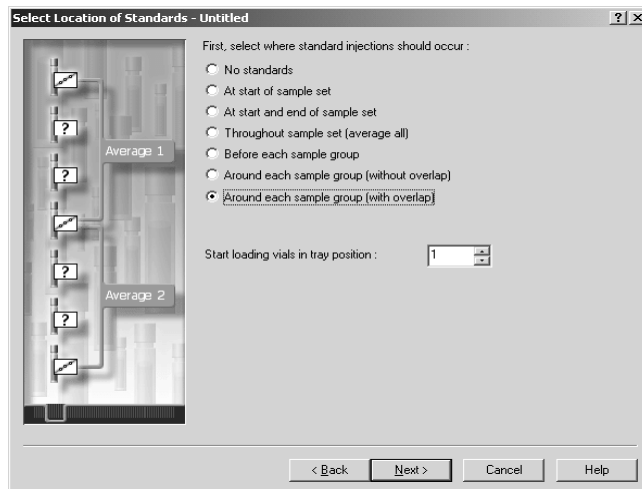 Select Location of Standards - Untitled
First, select where standard injections should occur :
No standards
At start of sample set
At start and end of sample set
Throughout sample set (average all)
Before each sample group
Around each sample group (without overlap)
Around each sample group (with overlap)
Start loading vials in tray position :
1
?
Average 1
?
?
Average 2
?
< Back
Next >
Cancel
Help